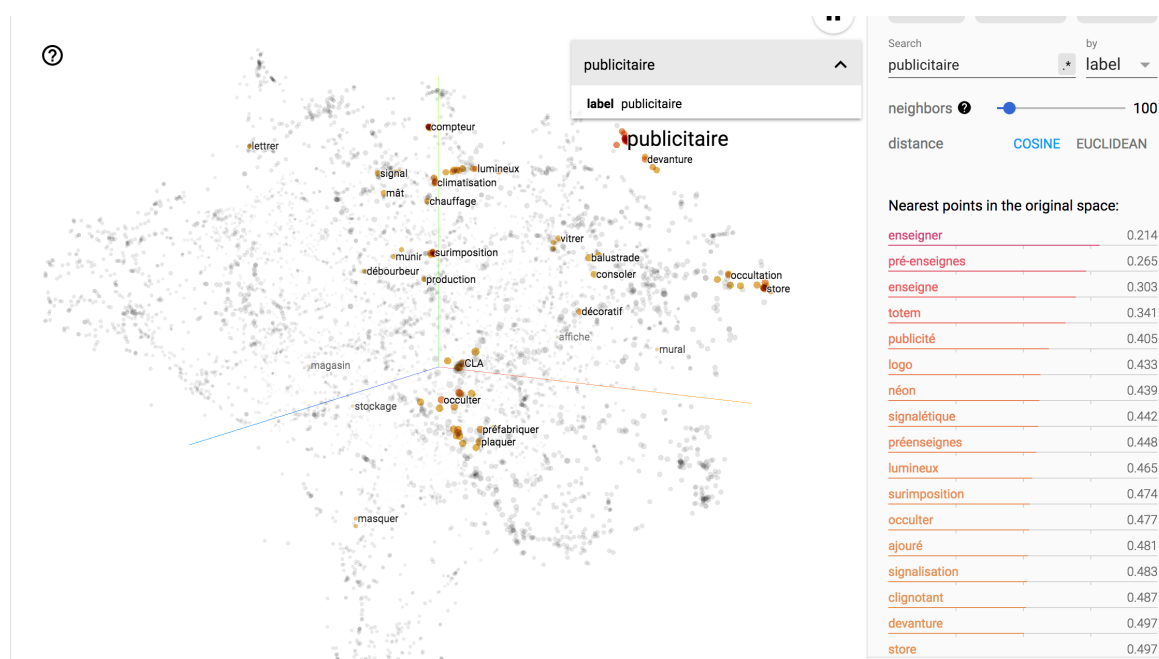 publicitaire
label publicitaire
compteur
publicitaire
lettrer
devanture
signal
lumineux
climatisation
mât
chauffage
vitrer
munir
surimposition
balustrade
débourbeur
production
consoler
occultation
store
décoratif
affiche
mural
magasin
CLA
stockage
occulter
préfabriquer
plaquer
masquer
Search
by
publicitaire .* label
neighbors ? 100
distance COSINE EUCLIDEAN
Nearest points in the original space:
enseigner 0.214
pré-enseignes 0.265
enseigne 0.303
totem 0.341
publicité 0.405
logo 0.433
néon 0.439
signalétique 0.442
préenseignes 0.448
lumineux 0.465
surimposition 0.474
occulter 0.477
ajouré 0.481
signalisation 0.483
clignotant 0.487
devanture 0.497
store 0.497